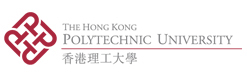 THE HONG KONG
POLYTECHNIC UNIVERSITY
香港理工大學